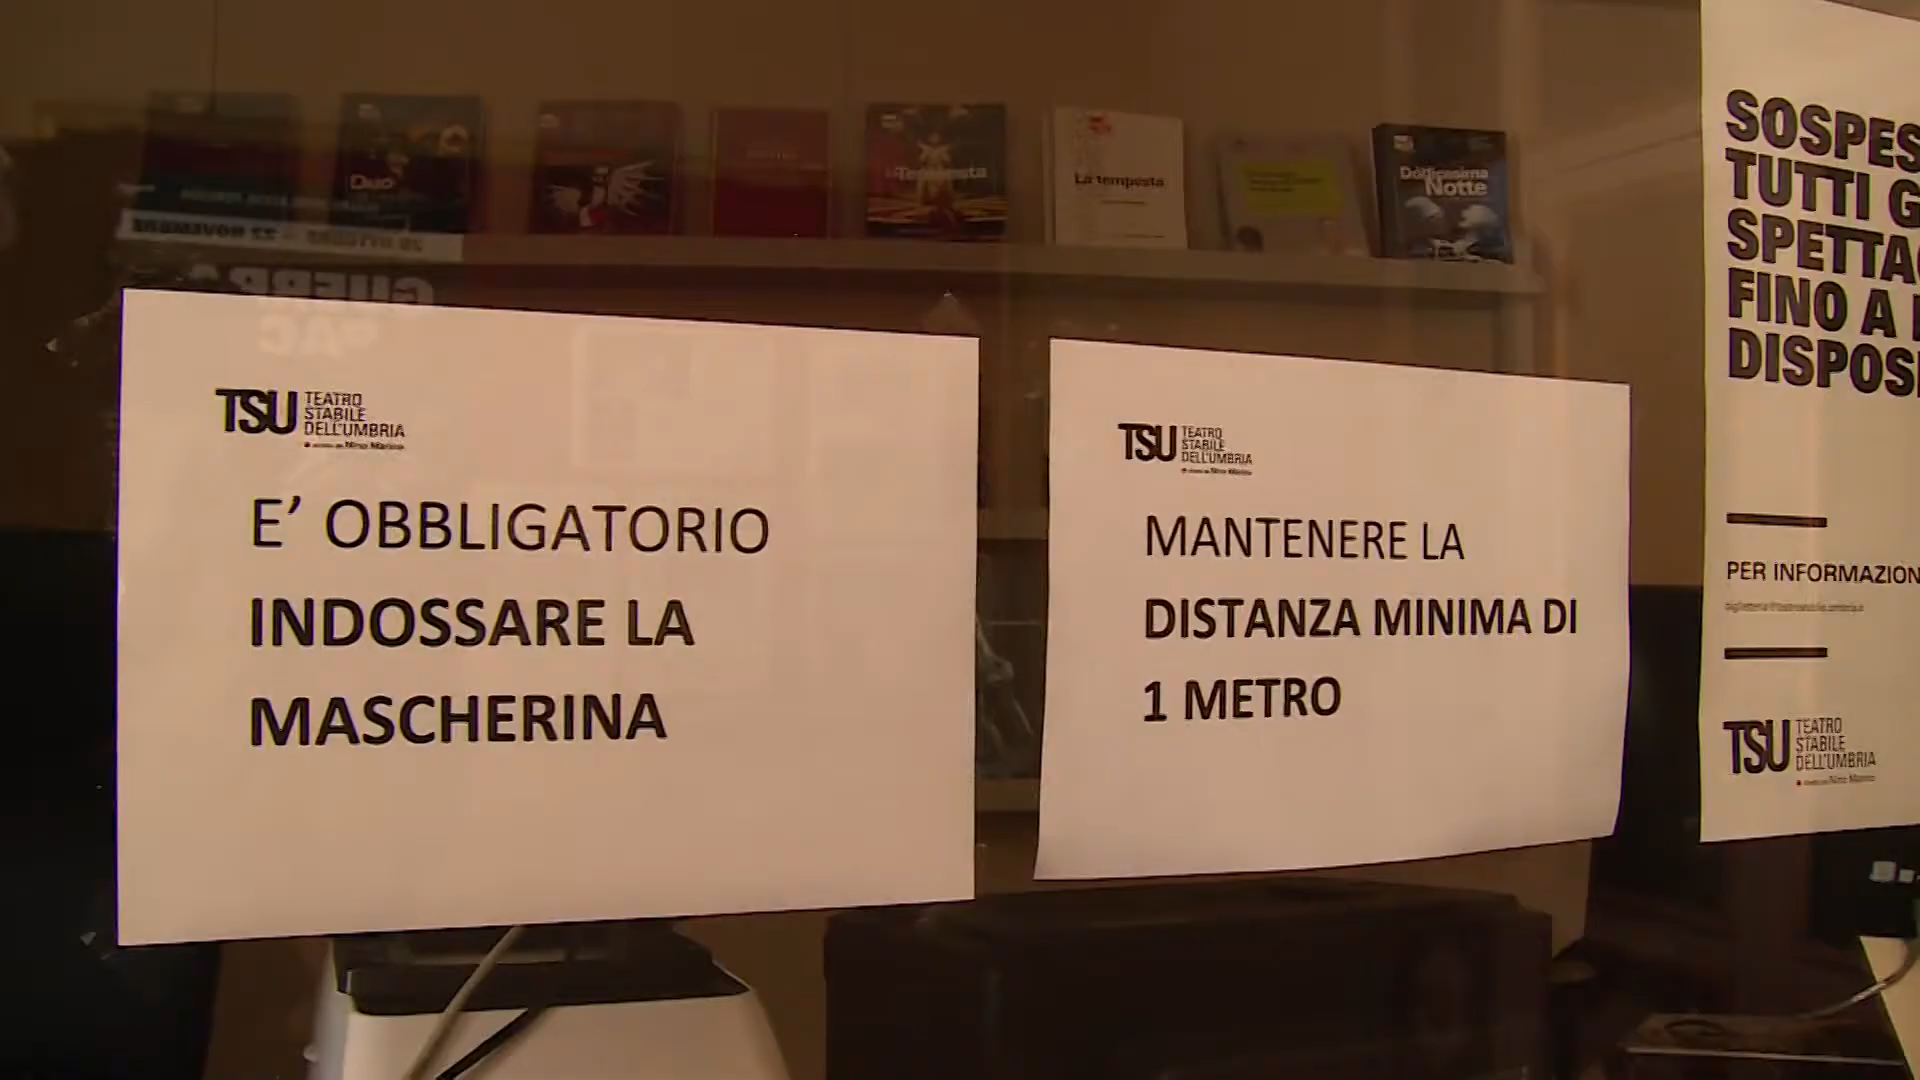 Duo
La Tempesta
La tempesta
Dodicesima
Notte
TSU TEATRO
STABILE
DELL'UMBRIA
E' OBBLIGATORIO
INDOSSARE LA
MASCHERINA
TSU TEATRO
STABILE
DELL'UMBRIA
MANTENERE LA
DISTANZA MINIMA DI
1 METRO
SOSPES
TUTTI G
SPETTA
FINO A
DISPOS
PER INFORMAZION
TSU TEATRO
STABILE
DELL'UMBRIA